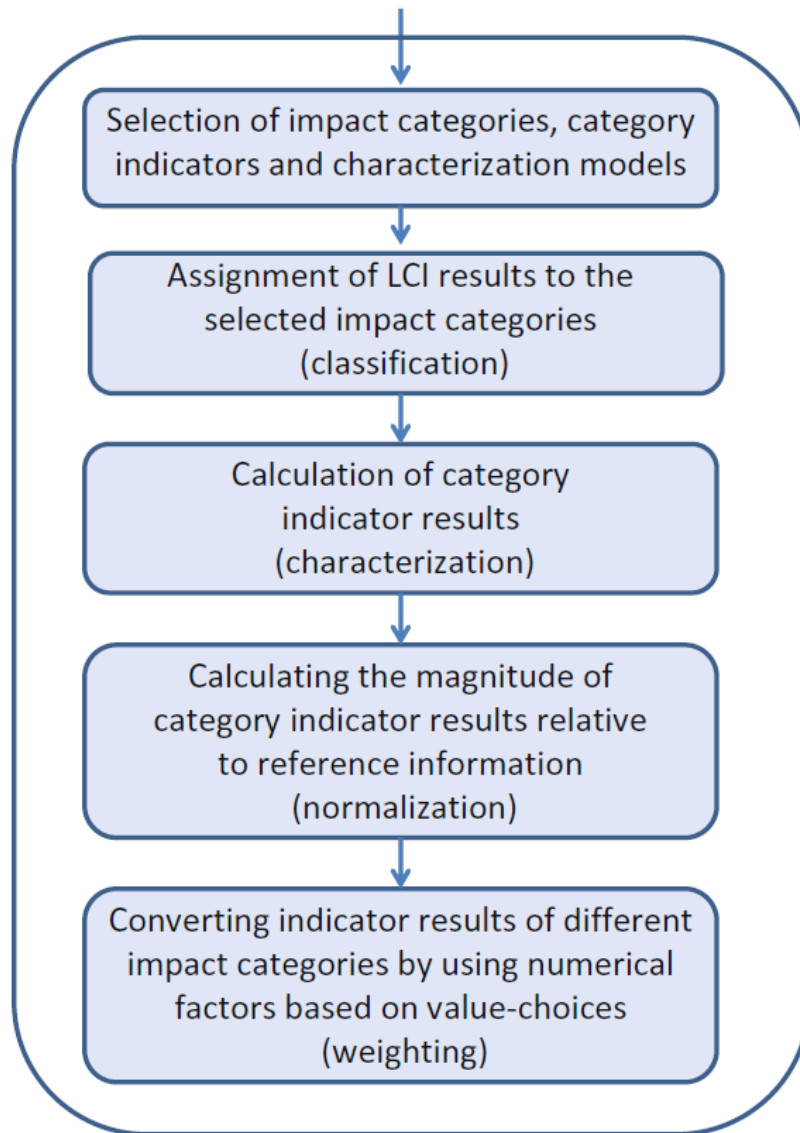 Selection of impact categories, category
indicators and characterization models
Assignment of LCI results to the
selected impact categories
(classification)
Calculation of category
indicator results
(characterization)
Calculating the magnitude of
category indicator results relative
to reference information
(normalization)
Converting indicator results of different
impact categories by using numerical
factors based on value-choices
(weighting)